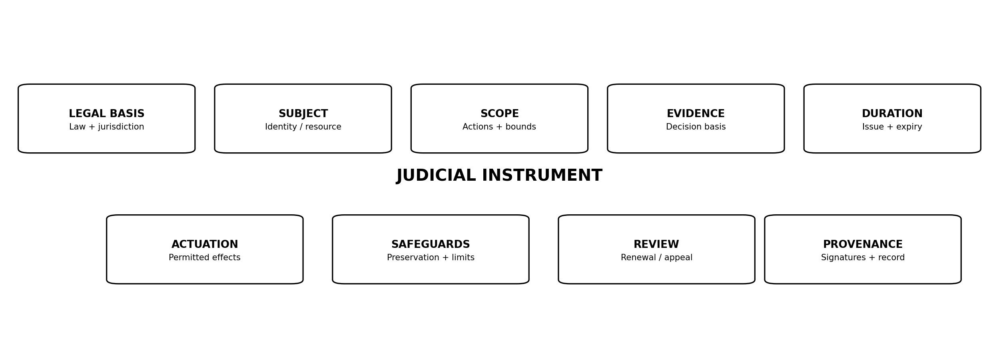 LEGAL BASIS
Law + jurisdiction
SUBJECT
Identity / resource
SCOPE
Actions + bounds
EVIDENCE
Decision basis
DURATION
Issue + expiry
JUDICIAL INSTRUMENT
ACTUATION
Permitted effects
SAFEGUARDS
Preservation + limits
REVIEW
Renewal / appeal
PROVENANCE
Signatures + record